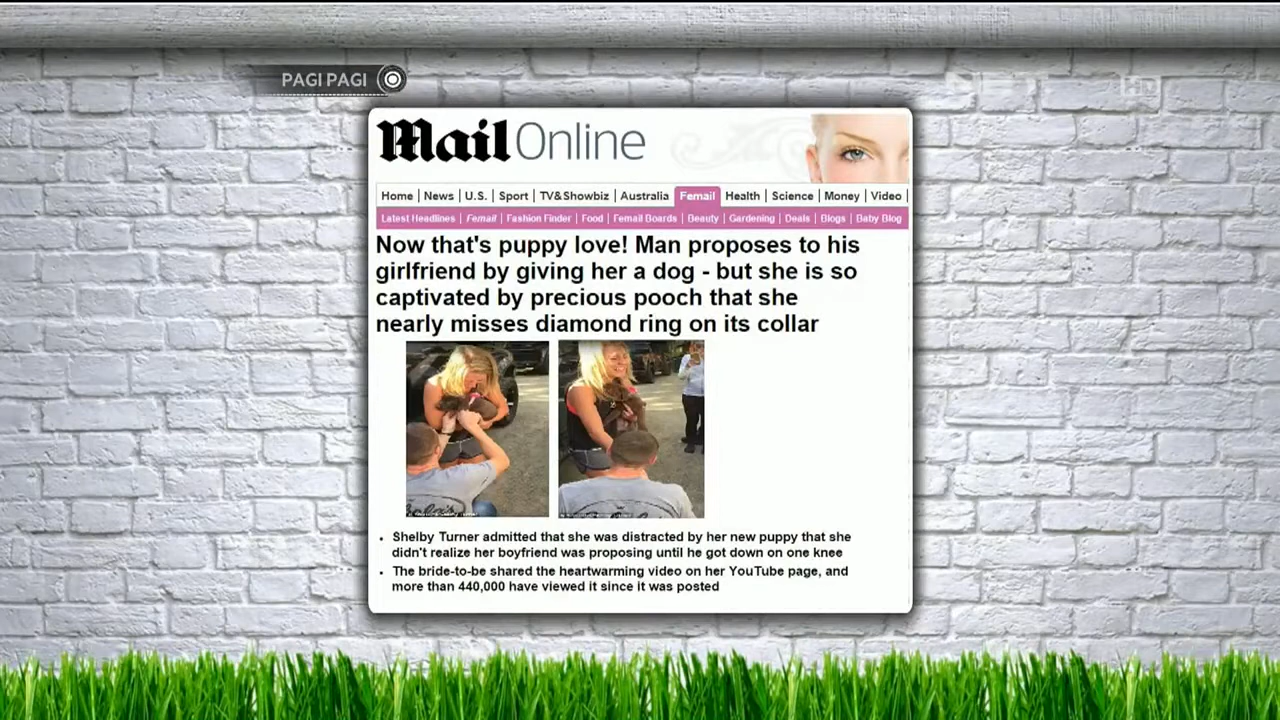 PAGI PAGI
HD
Mail Online
Home News U.S. Sport TV&Showbiz Australia Femail Health Science Money Video
Latest Headlines Femail Fashion Finder Food Femail Boards Beauty Gardening Deals Blogs Baby Blog
Now that's puppy love! Man proposes to his
girlfriend by giving her a dog - but she is so
captivated by precious pooch that she
nearly misses diamond ring on its collar
• Shelby Turner admitted that she was distracted by her new puppy that she
didn't realize her boyfriend was proposing until he got down on one knee
• The bride-to-be shared the heartwarming video on her YouTube page, and
more than 440,000 have viewed it since it was posted